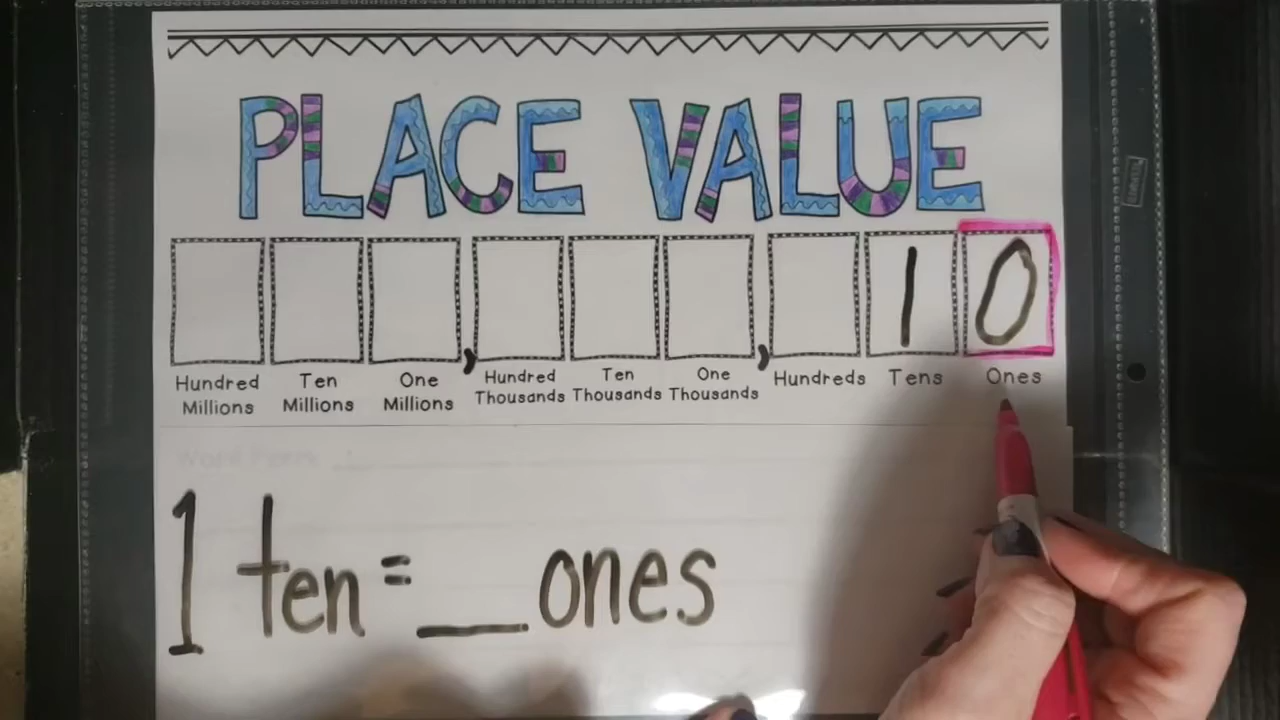 PLACE VALUE
1 0
Hundred Millions Ten Millions One Millions , Hundred Thousands Ten Thousands One Thousands , Hundreds Tens Ones
1 ten = __ ones